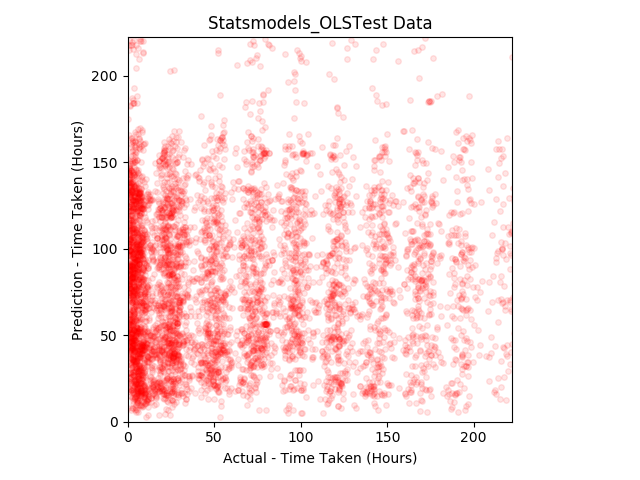 Statsmodels_OLSTest Data
Prediction - Time Taken (Hours)
200
150
100
50
0
0 50 100 150 200
Actual - Time Taken (Hours)